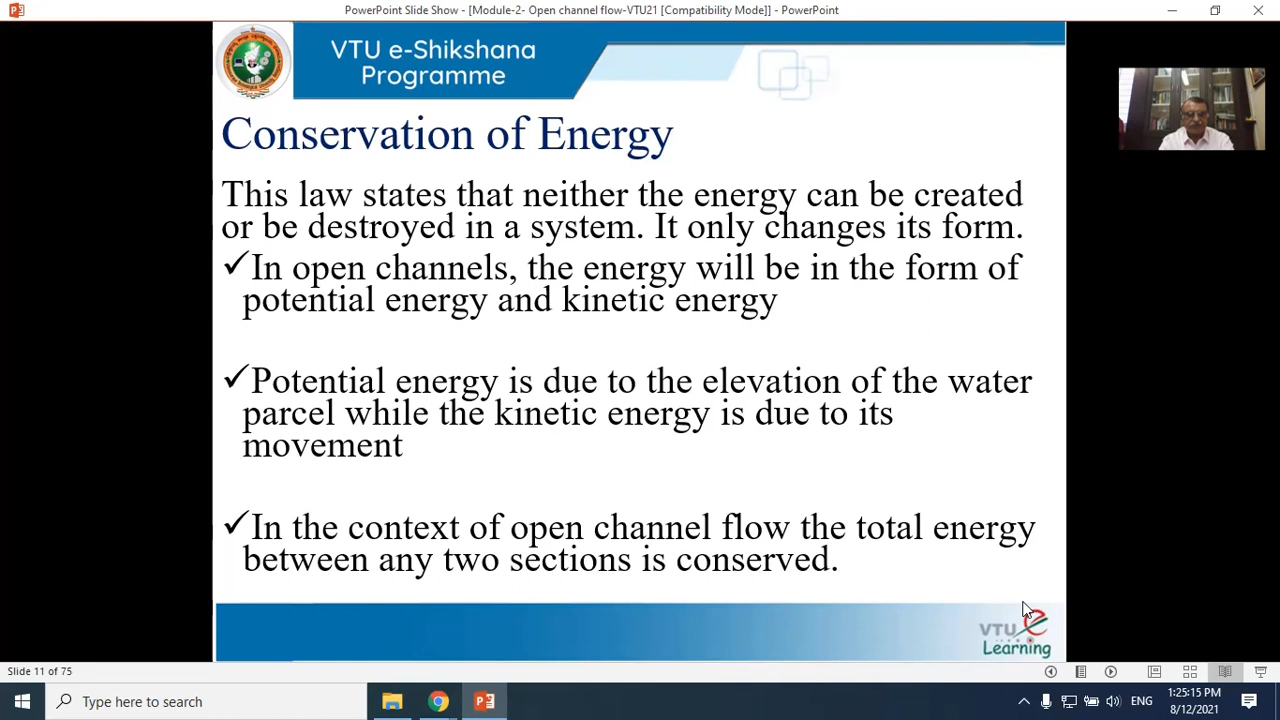 PowerPoint Slide Show - [Module-2- Open channel flow-VTU21 [Compatibility Mode]] - PowerPoint
VTU e-Shikshana
Programme
Conservation of Energy
This law states that neither the energy can be created
or be destroyed in a system. It only changes its form.
✓In open channels, the energy will be in the form of
potential energy and kinetic energy
✓Potential energy is due to the elevation of the water
parcel while the kinetic energy is due to its
movement
✓In the context of open channel flow the total energy
between any two sections is conserved.
VTU e
Learning
Slide 11 of 75
Type here to search
ENG
1:25:15 PM
8/12/2021